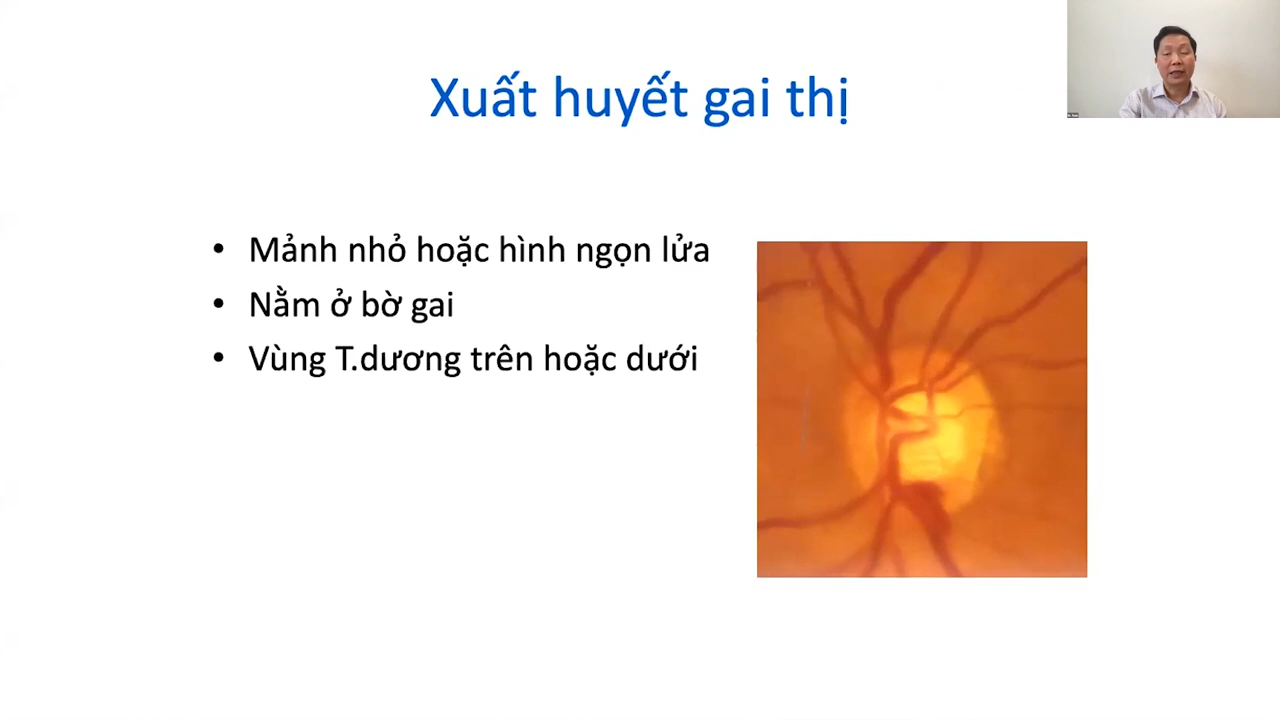 Xuất huyết gai thị
• Mảnh nhỏ hoặc hình ngọn lửa
• Nằm ở bờ gai
• Vùng T.dương trên hoặc dưới